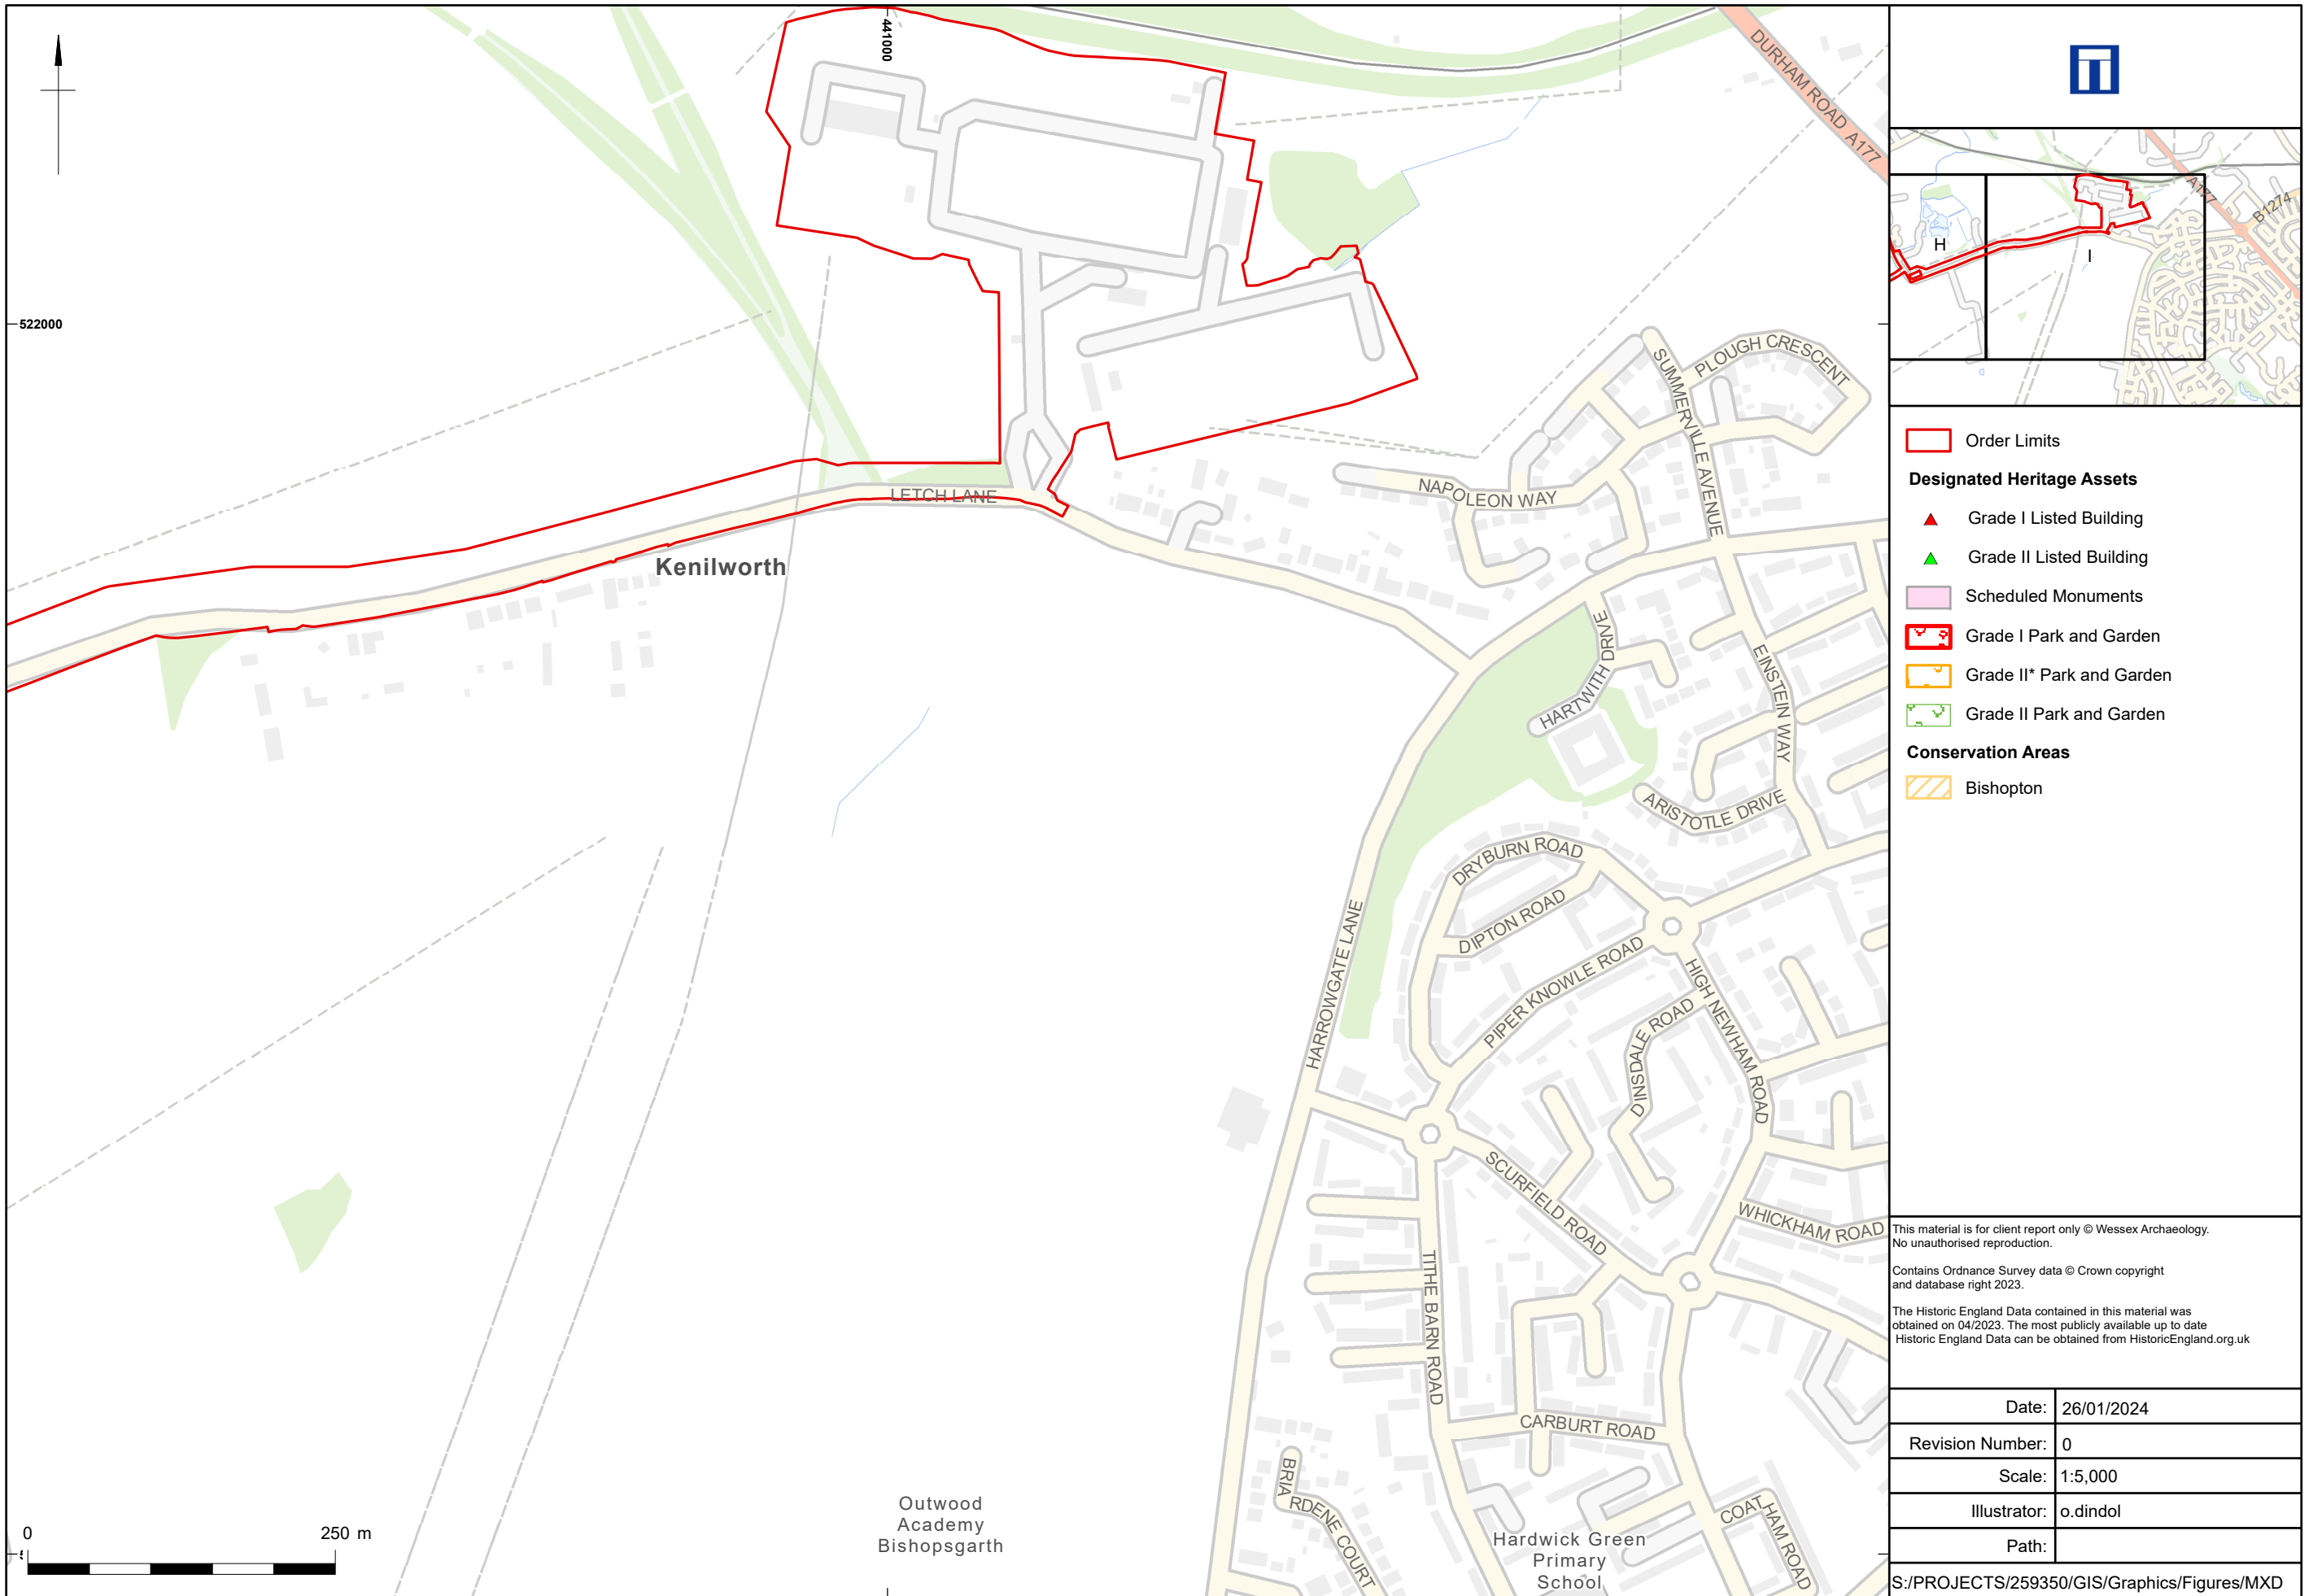 441000
DURHAM ROAD A177
522000
SUMMERVILLE AVENUE
PLOUGH CRESCENT
NAPOLEON WAY
LETCH LANE
Kenilworth
HARTWITH DRIVE
EINSTEIN WAY
ARISTOTLE DRIVE
DRYBURN ROAD
DIPTON ROAD
HARROWGATE LANE
PIPER KNOWLE ROAD
HIGH NEWHAM ROAD
DINSDALE ROAD
SCURFIELD ROAD
WHICKHAM ROAD
TITHE BARN ROAD
CARBURT ROAD
BRIARDENE COURT
COATHAM ROAD
Outwood
Academy
Bishopsgarth
Hardwick Green
Primary
School
0 250 m
A177
B1274
H
I
Order Limits
Designated Heritage Assets
Grade I Listed Building
Grade II Listed Building
Scheduled Monuments
Grade I Park and Garden
Grade II* Park and Garden
Grade II Park and Garden
Conservation Areas
Bishopton
This material is for client report only © Wessex Archaeology.
No unauthorised reproduction.
Contains Ordnance Survey data © Crown copyright
and database right 2023.
The Historic England Data contained in this material was
obtained on 04/2023. The most publicly available up to date
Historic England Data can be obtained from HistoricEngland.org.uk
Date: 26/01/2024
Revision Number: 0
Scale: 1:5,000
Illustrator: o.dindol
Path:
S:/PROJECTS/259350/GIS/Graphics/Figures/MXD